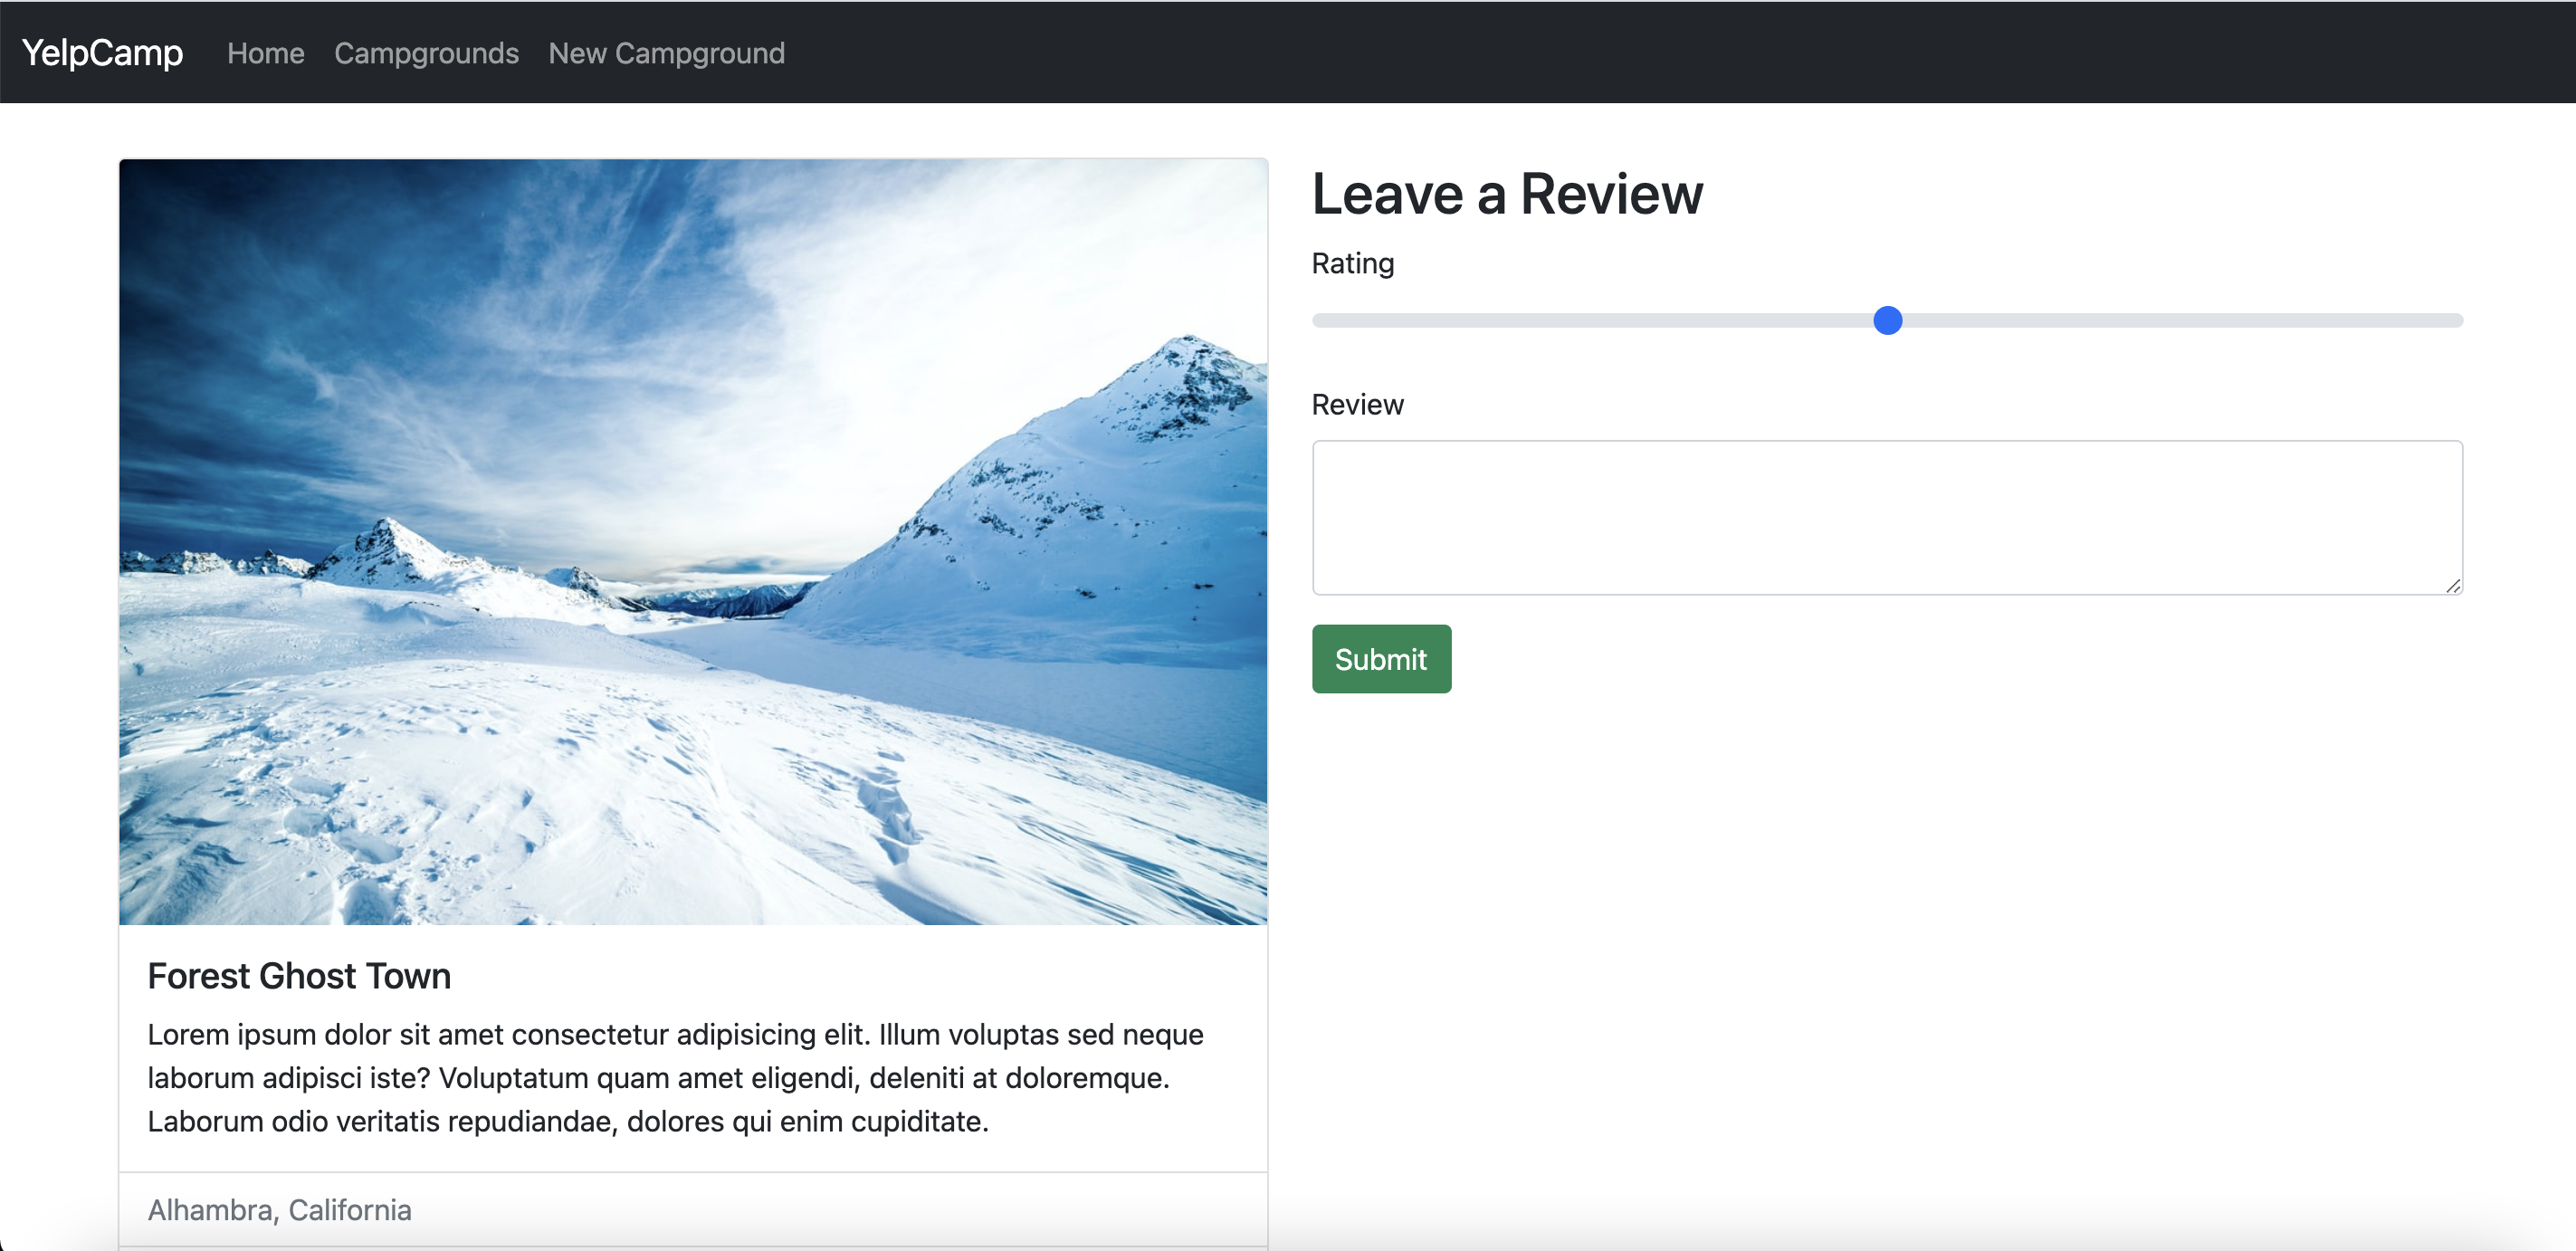 YelpCamp Home Campgrounds New Campground
Leave a Review
Rating
Review
Submit
Forest Ghost Town
Lorem ipsum dolor sit amet consectetur adipisicing elit. Illum voluptas sed neque
laborum adipisci iste? Voluptatum quam amet eligendi, deleniti at doloremque.
Laborum odio veritatis repudiandae, dolores qui enim cupiditate.
Alhambra, California